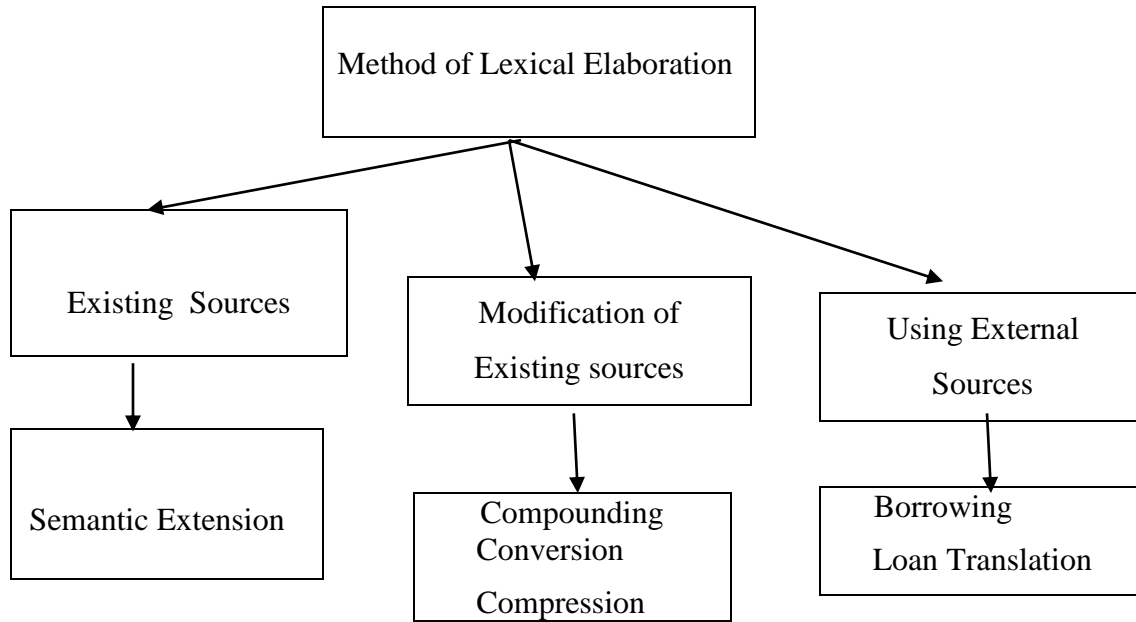 Method of Lexical Elaboration
Existing Sources
Modification of
Existing sources
Using External
Sources
Semantic Extension
Compounding
Conversion
Compression
Borrowing
Loan Translation